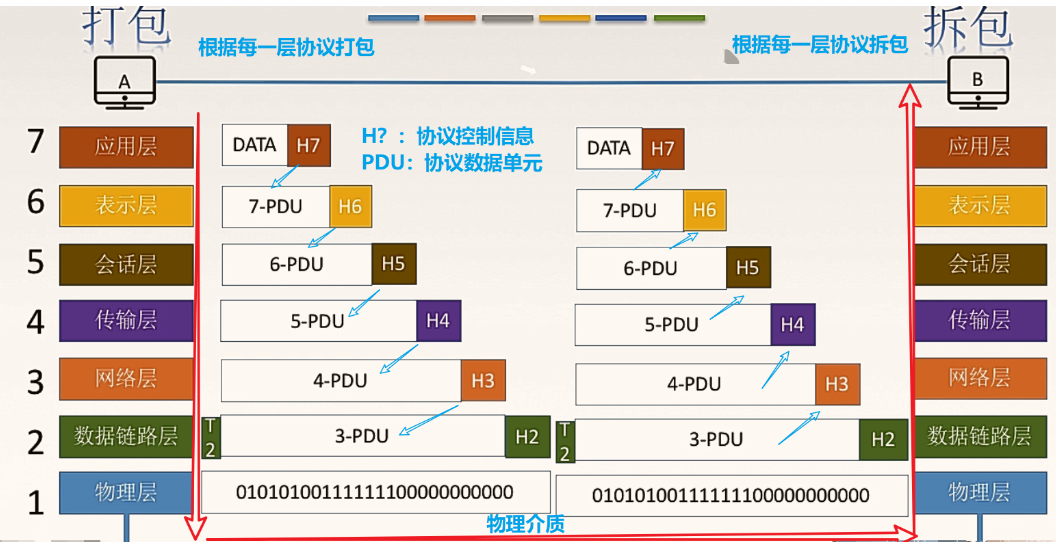 打包
根据每一层协议打包
根据每一层协议拆包
拆包
A
B
7 应用层 DATA H7
H？：协议控制信息
PDU：协议数据单元
DATA H7 应用层
6 表示层 7-PDU H6 7-PDU H6 表示层
5 会话层 6-PDU H5 6-PDU H5 会话层
4 传输层 5-PDU H4 5-PDU H4 传输层
3 网络层 4-PDU H3 4-PDU H3 网络层
2 数据链路层 T2 3-PDU H2 T2 3-PDU H2 数据链路层
1 物理层 010101001111111100000000000 010101001111111100000000000 物理层
物理介质